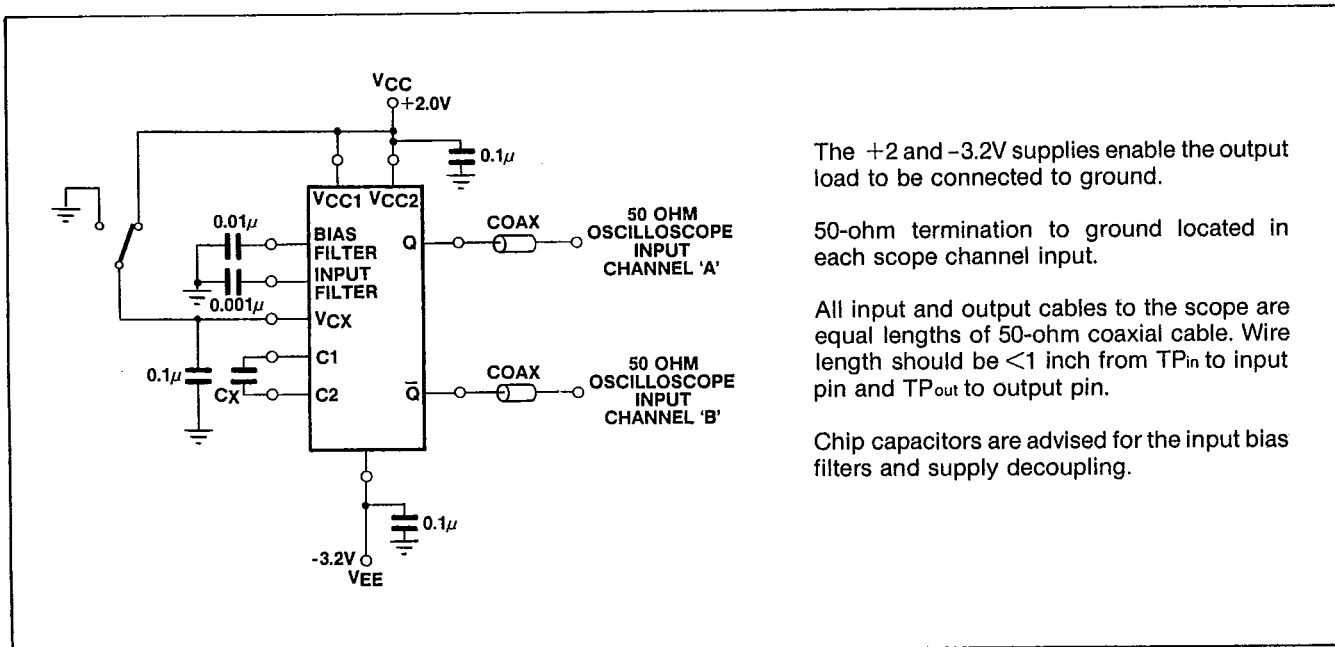 VCC
+2.0V
0.1μ
VCC1 VCC2
0.01μ
BIAS
FILTER
INPUT
FILTER
0.001μ
VCX
0.1μ
C1
CX
C2
Q
COAX
50 OHM
OSCILLOSCOPE
INPUT
CHANNEL 'A'
Q̅
COAX
50 OHM
OSCILLOSCOPE
INPUT
CHANNEL 'B'
0.1μ
-3.2V
VEE
The +2 and -3.2V supplies enable the output
load to be connected to ground.
50-ohm termination to ground located in
each scope channel input.
All input and output cables to the scope are
equal lengths of 50-ohm coaxial cable. Wire
length should be <1 inch from TPin to input
pin and TPout to output pin.
Chip capacitors are advised for the input bias
filters and supply decoupling.